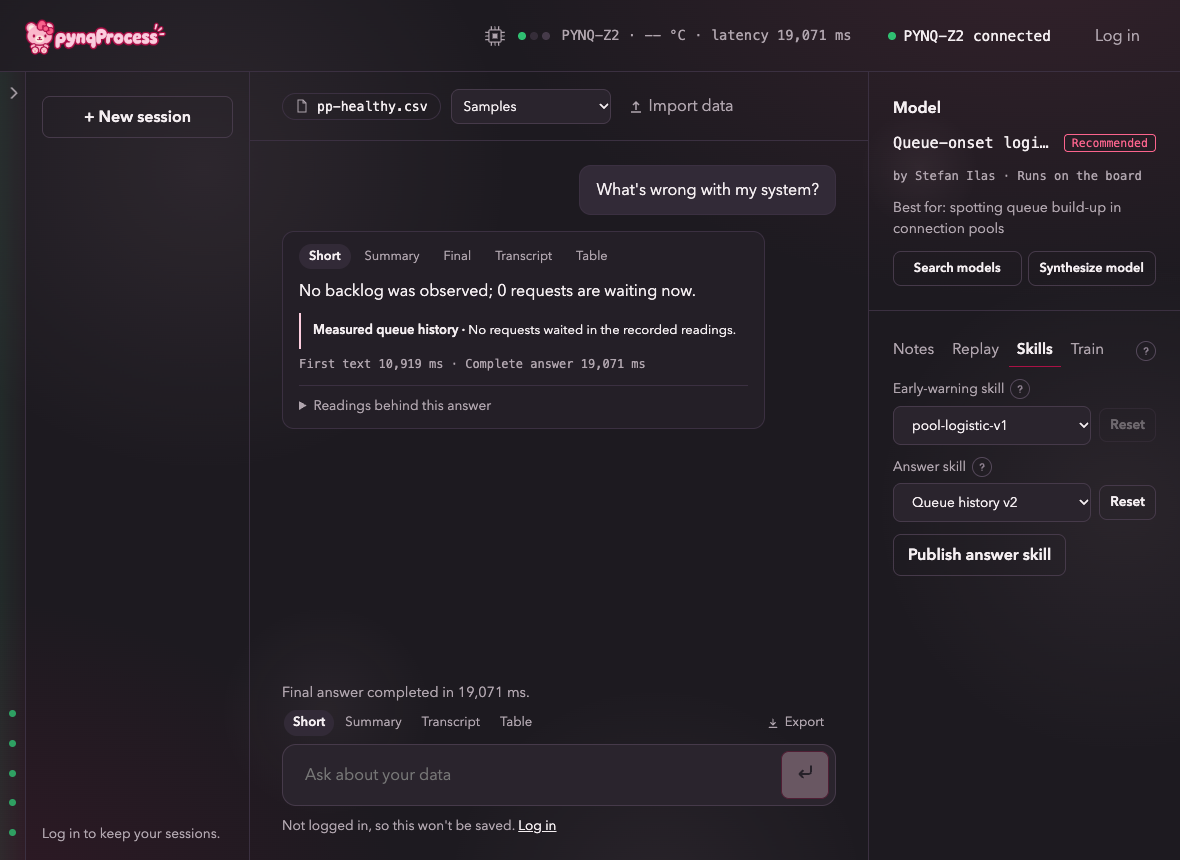 pynqProcess
PYNQ-Z2 · –– °C · latency 19,071 ms
PYNQ-Z2 connected
Log in
+ New session
Log in to keep your sessions.
pp-healthy.csv
Samples
Import data
What's wrong with my system?
Short Summary Final Transcript Table
No backlog was observed; 0 requests are waiting now.
Measured queue history · No requests waited in the recorded readings.
First text 10,919 ms · Complete answer 19,071 ms
Readings behind this answer
Final answer completed in 19,071 ms.
Short Summary Transcript Table
Export
Ask about your data
Not logged in, so this won't be saved. Log in
Model
Queue-onset logi… Recommended
by Stefan Ilas · Runs on the board
Best for: spotting queue build-up in
connection pools
Search models Synthesize model
Notes Replay Skills Train ?
Early-warning skill ?
pool-logistic-v1 Reset
Answer skill ?
Queue history v2 Reset
Publish answer skill